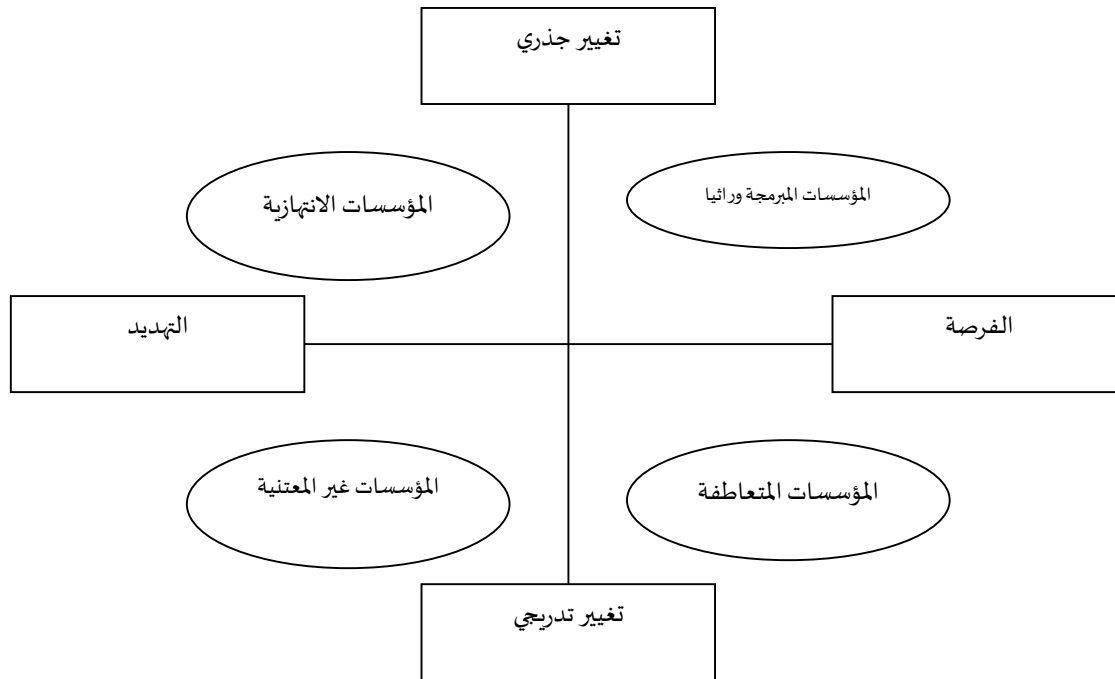 تغيير جذري
المؤسسات المبرمجة وراثيا
المؤسسات الانتهازية
الفرصة
التهديد
المؤسسات المتعاطفة
المؤسسات غير المعتنية
تغيير تدريجي